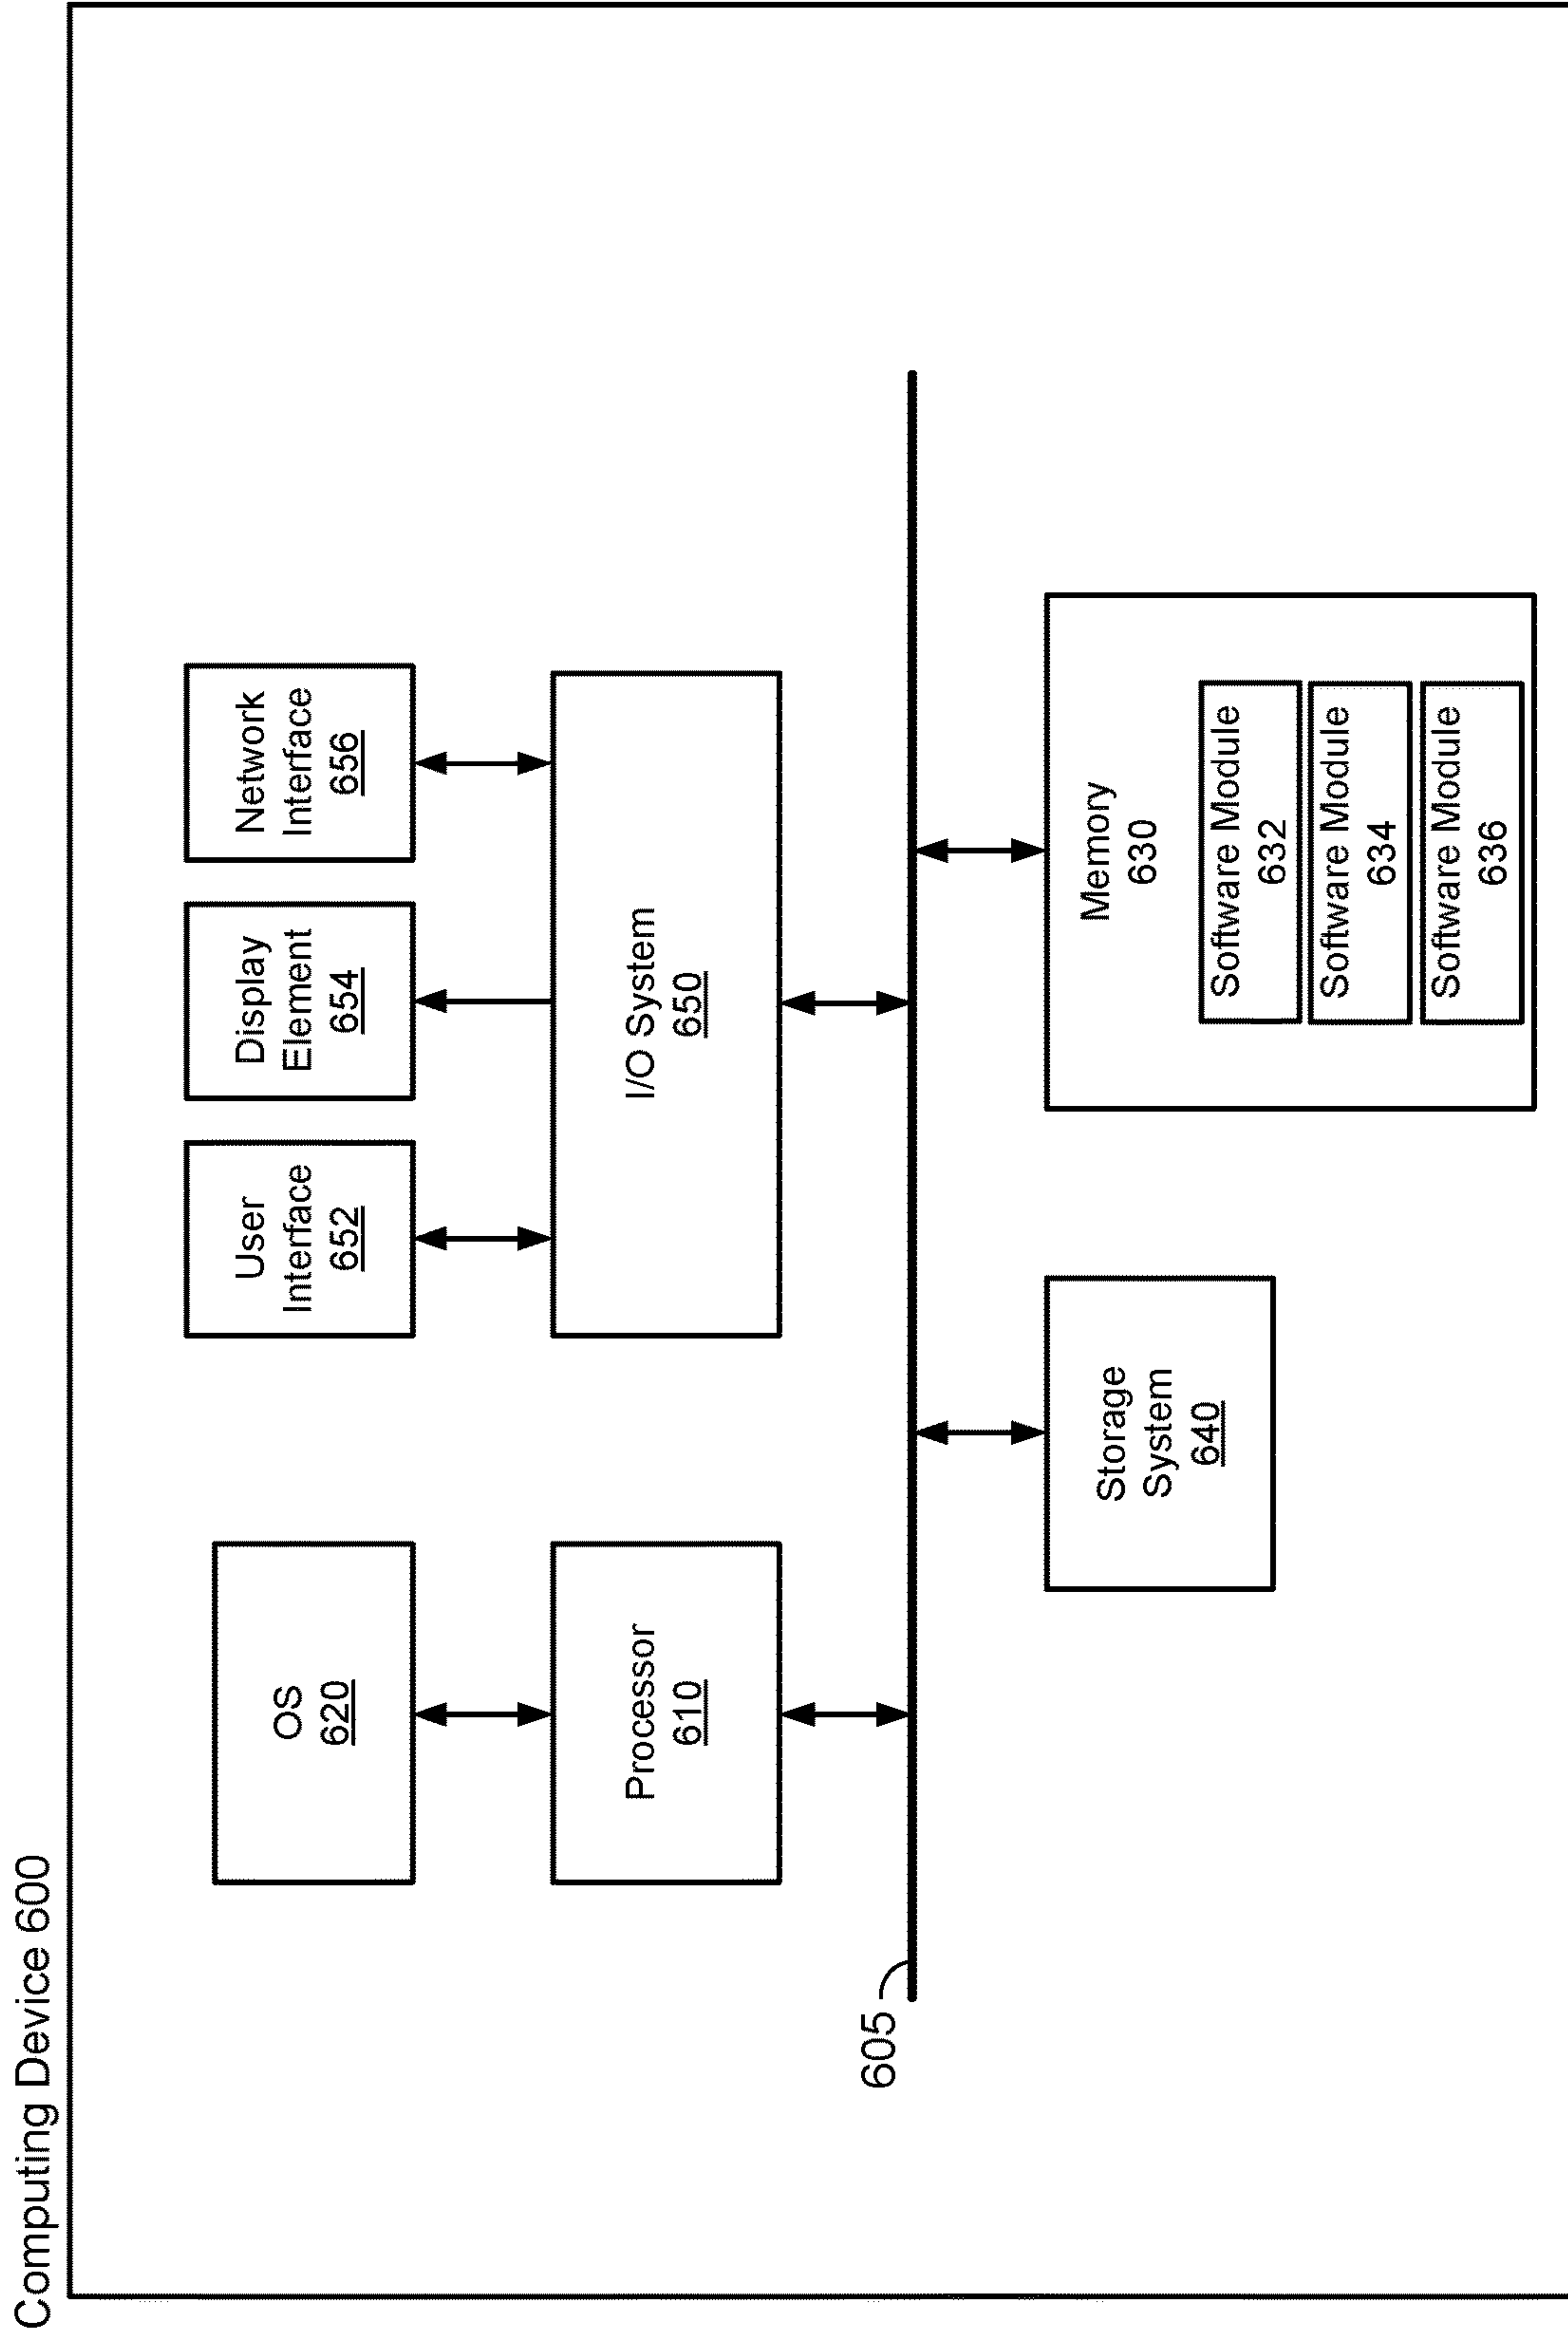 Computing Device 600
OS
620
User
Interface
652
Display
Element
654
Network
Interface
656
Processor
610
I/O System
650
605
Storage
System
640
Memory
630
Software Module
632
Software Module
634
Software Module
636